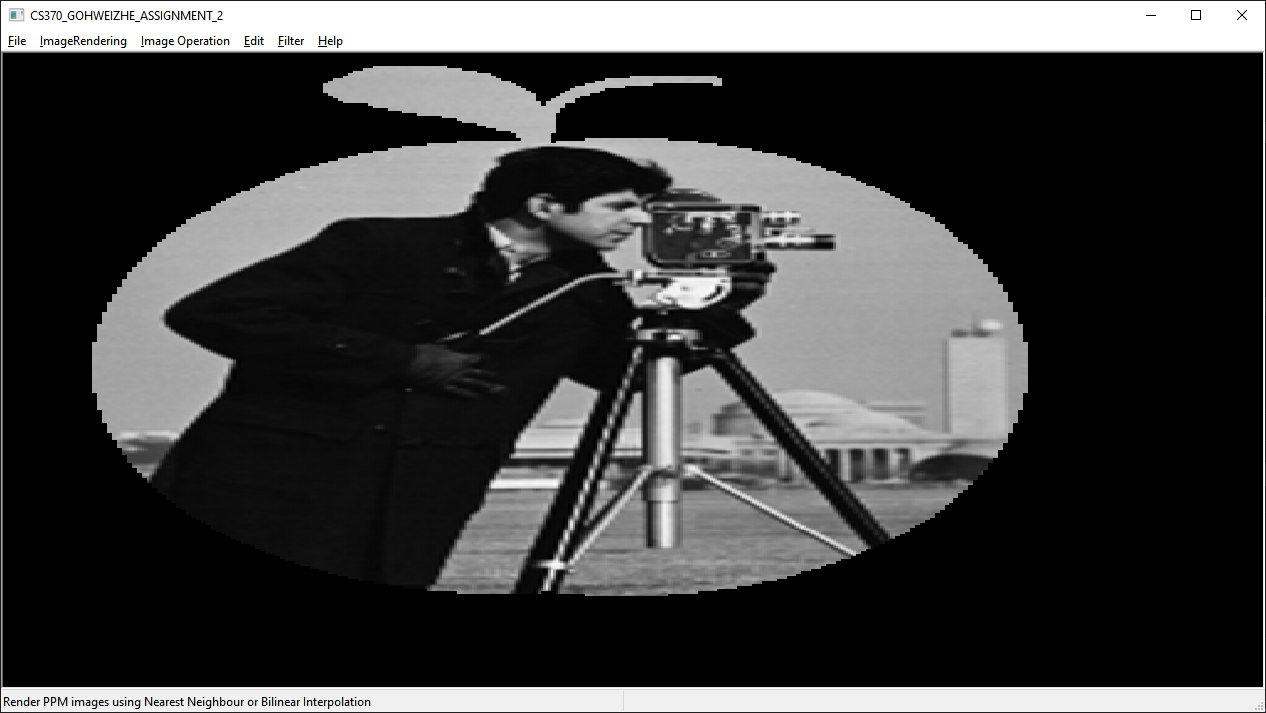 CS370_GOHWEIZHE_ASSIGNMENT_2
File ImageRendering Image Operation Edit Filter Help
Render PPM images using Nearest Neighbour or Bilinear Interpolation